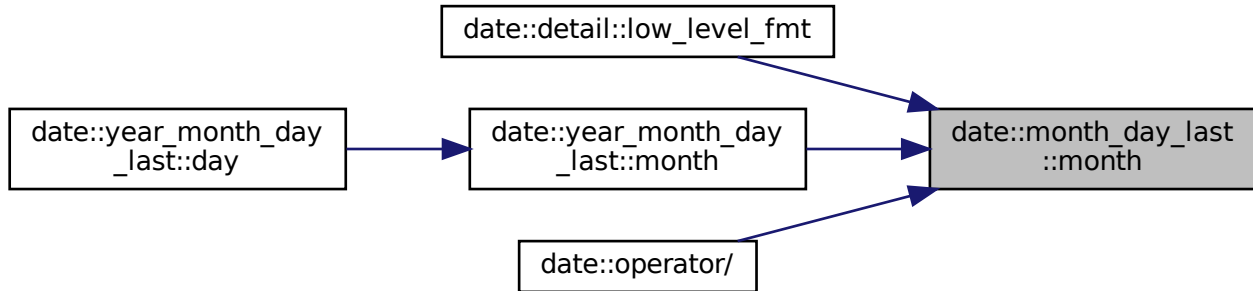 date::detail::low_level_fmt
date::year_month_day
_last::day
date::year_month_day
_last::month
date::month_day_last
::month
date::operator/